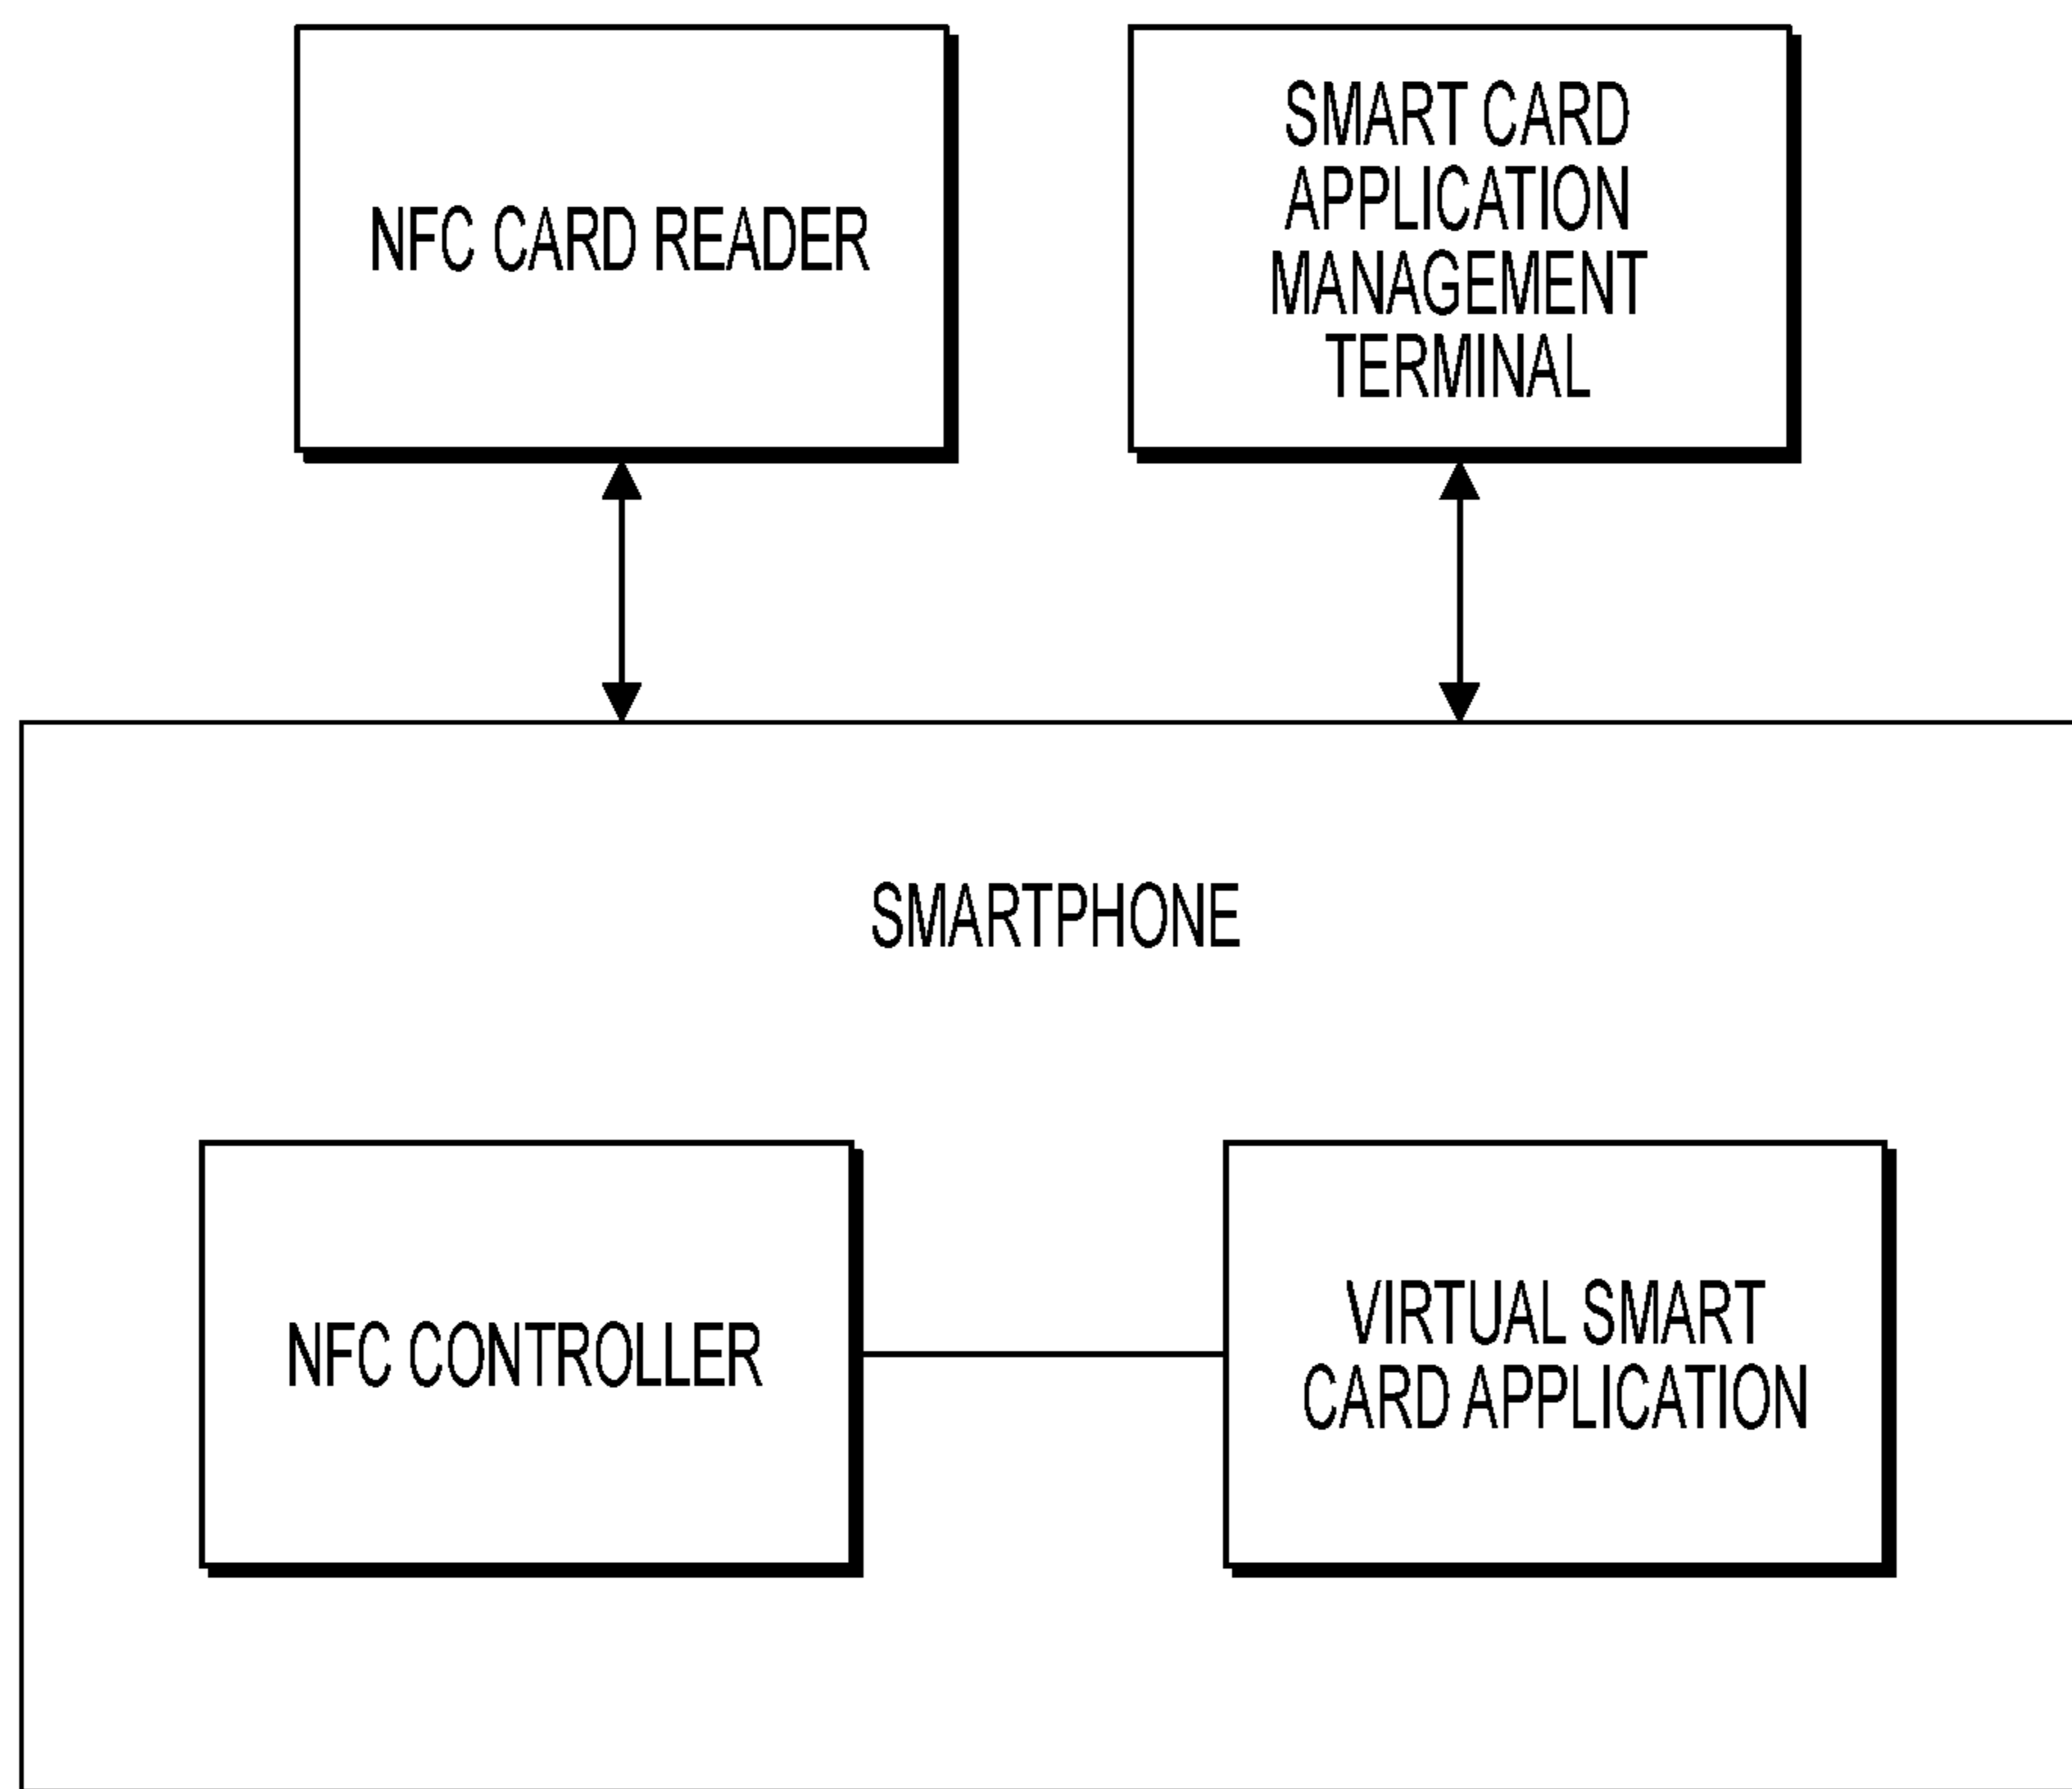 NFC CARD READER
SMART CARD
APPLICATION
MANAGEMENT
TERMINAL
SMARTPHONE
NFC CONTROLLER
VIRTUAL SMART
CARD APPLICATION